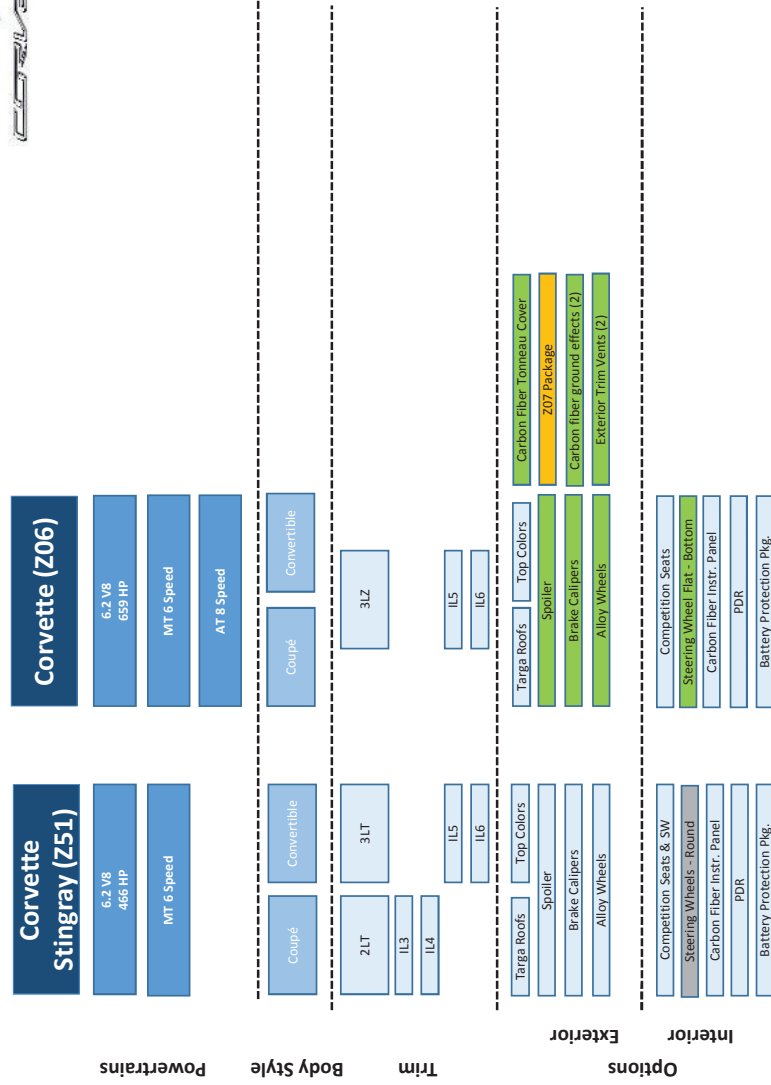 Corvette
Stingray (Z51)
Corvette (Z06)
Powertrains
6.2 V8
466 HP
MT 6 Speed
6.2 V8
659 HP
MT 6 Speed
AT 8 Speed
Body Style
Coupé
Convertible
Coupé
Convertible
Trim
2LT
3LT
IL3
IL4
IL5
IL6
3LZ
IL5
IL6
Options
Exterior
Targa Roofs
Top Colors
Spoiler
Brake Calipers
Alloy Wheels
Targa Roofs
Top Colors
Spoiler
Brake Calipers
Alloy Wheels
Carbon Fiber Tonneau Cover
Z07 Package
Carbon fiber ground effects (2)
Exterior Trim Vents (2)
Interior
Competition Seats & SW
Steering Wheels - Round
Carbon Fiber Instr. Panel
PDR
Battery Protection Pkg.
Competition Seats
Steering Wheel Flat - Bottom
Carbon Fiber Instr. Panel
PDR
Battery Protection Pkg.